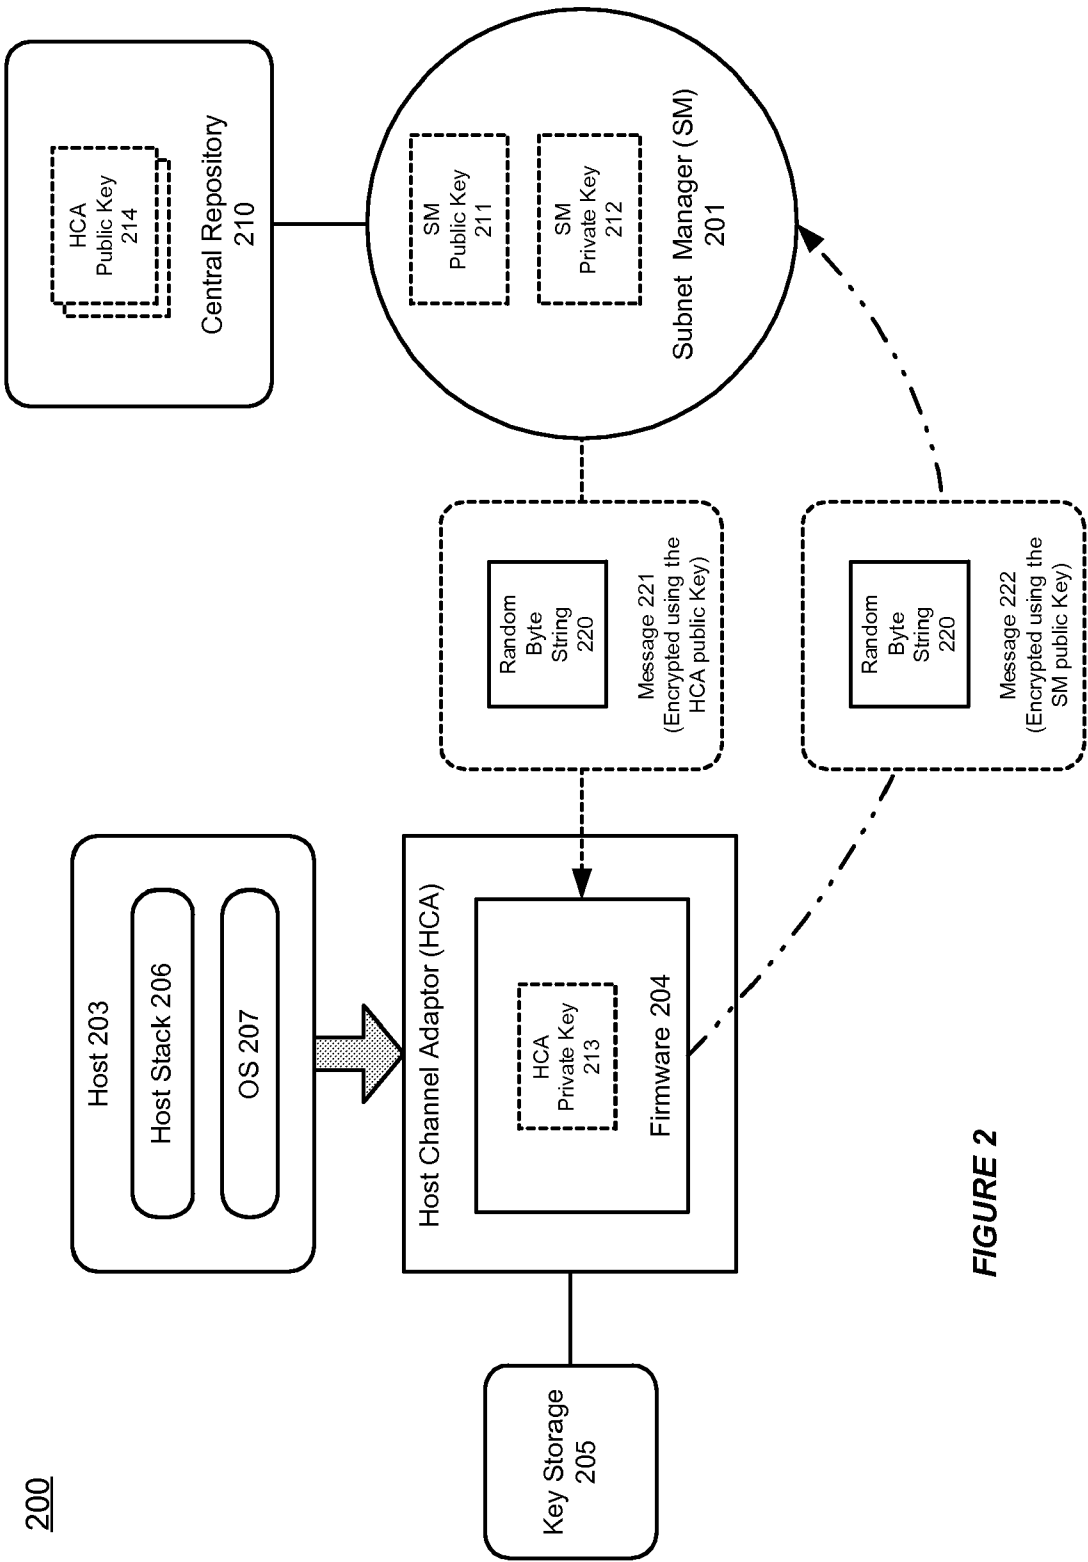 200
Host 203
Host Stack 206
OS 207
Key Storage
205
Host Channel Adaptor (HCA)
HCA
Private Key
213
Firmware 204
Random
Byte
String
220
Message 221
(Encrypted using the
HCA public Key)
Random
Byte
String
220
Message 222
(Encrypted using the
SM public Key)
HCA
Public Key
214
Central Repository
210
SM
Public Key
211
SM
Private Key
212
Subnet Manager (SM)
201
FIGURE 2